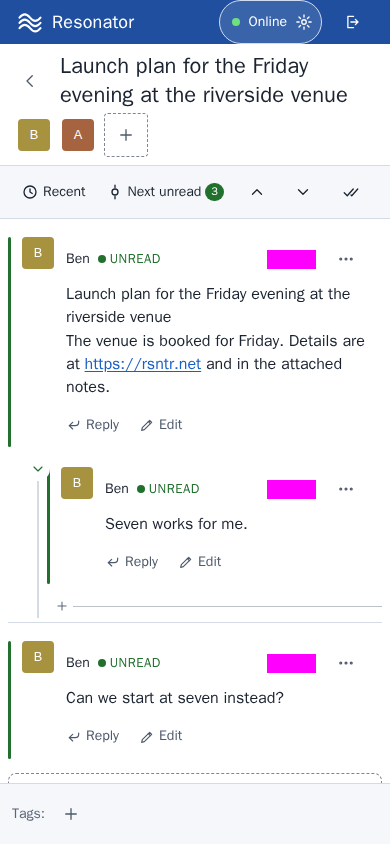 Resonator
Online
Launch plan for the Friday
evening at the riverside venue
B
A
Recent
Next unread 3
B
Ben
UNREAD
Launch plan for the Friday evening at the
riverside venue
The venue is booked for Friday. Details are
at https://rsntr.net and in the attached
notes.
Reply
Edit
B
Ben
UNREAD
Seven works for me.
Reply
Edit
B
Ben
UNREAD
Can we start at seven instead?
Reply
Edit
Tags: